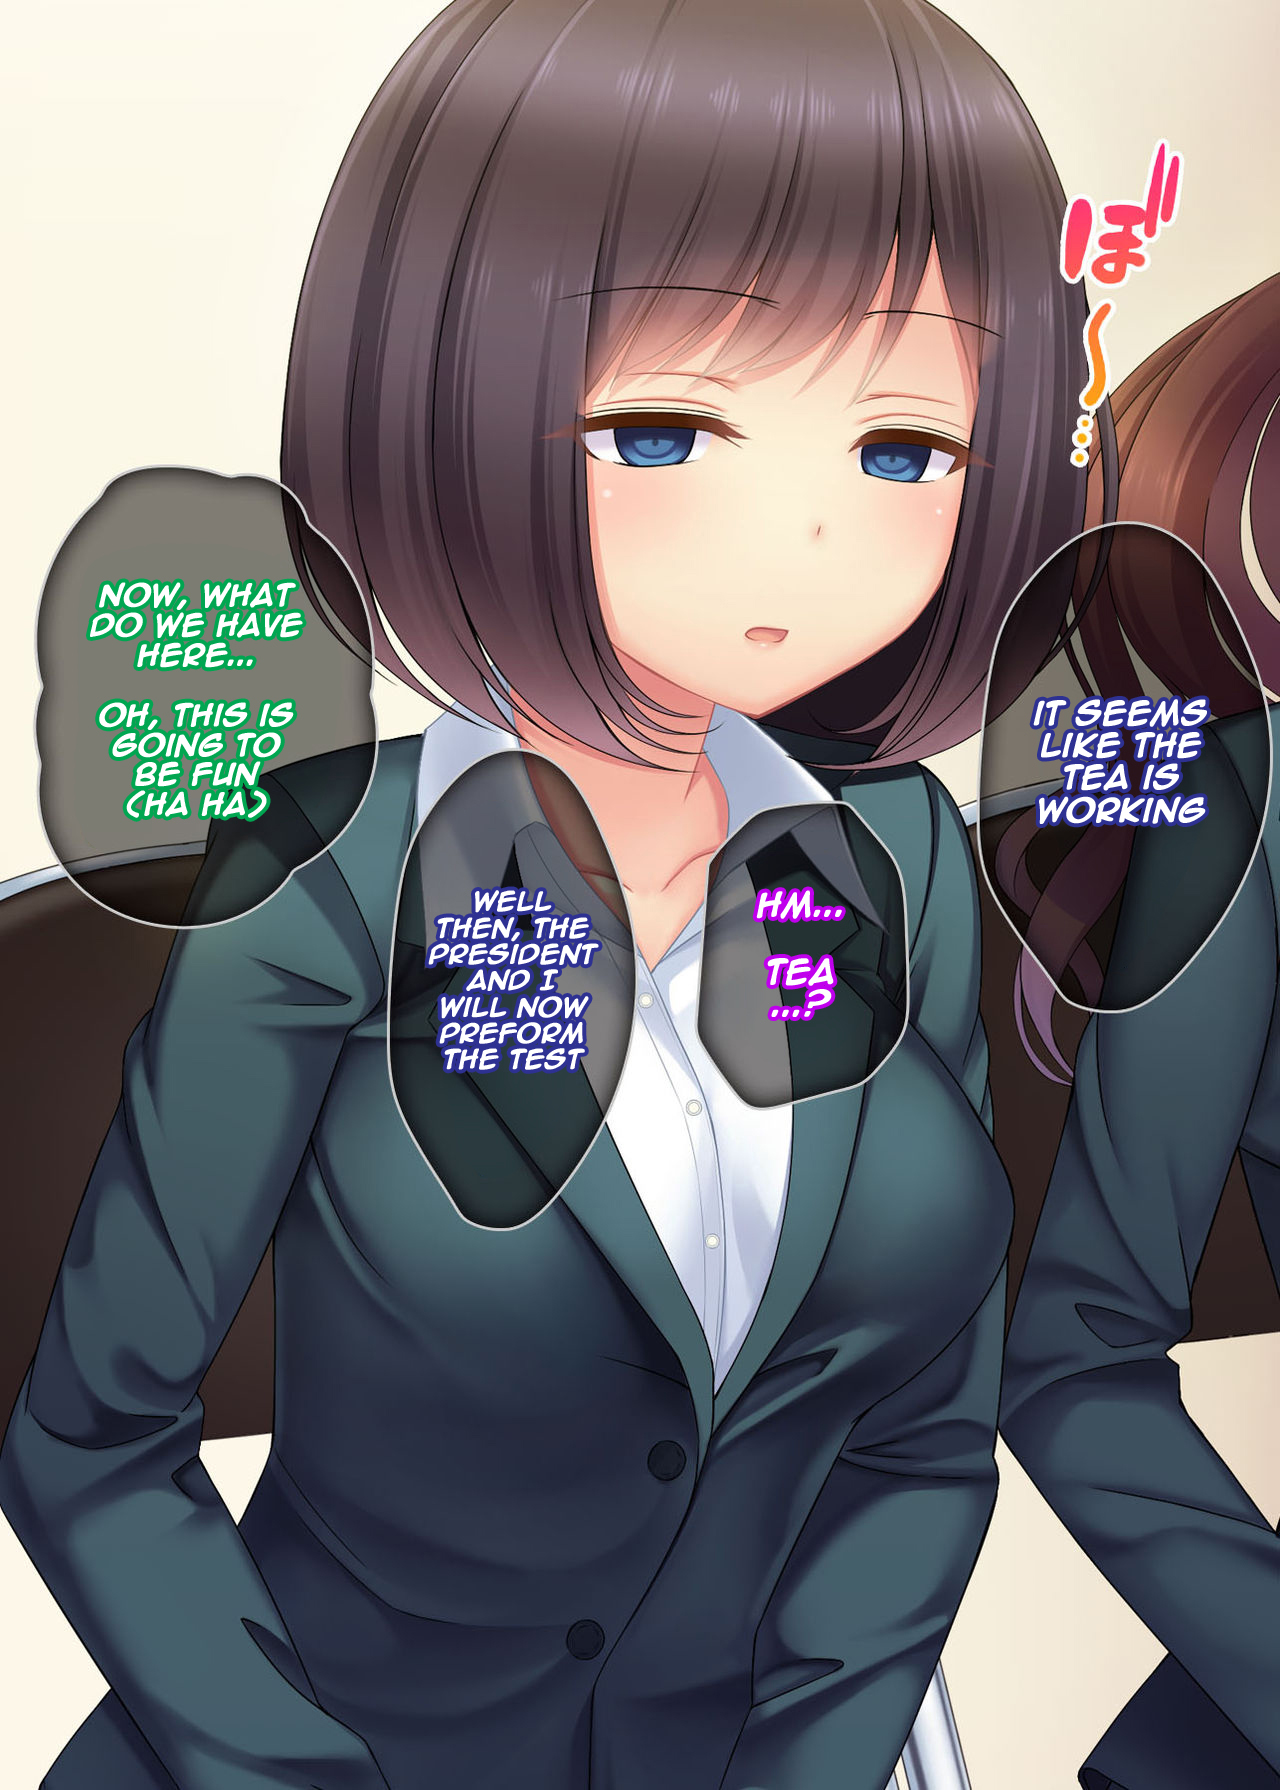 ぼ〜…
IT SEEMS
LIKE THE
TEA IS
WORKING
HM...
TEA
...?
WELL
THEN, THE
PRESIDENT
AND I
WILL NOW
PREFORM
THE TEST
NOW, WHAT
DO WE HAVE
HERE...
OH, THIS IS
GOING TO
BE FUN
(HA HA)